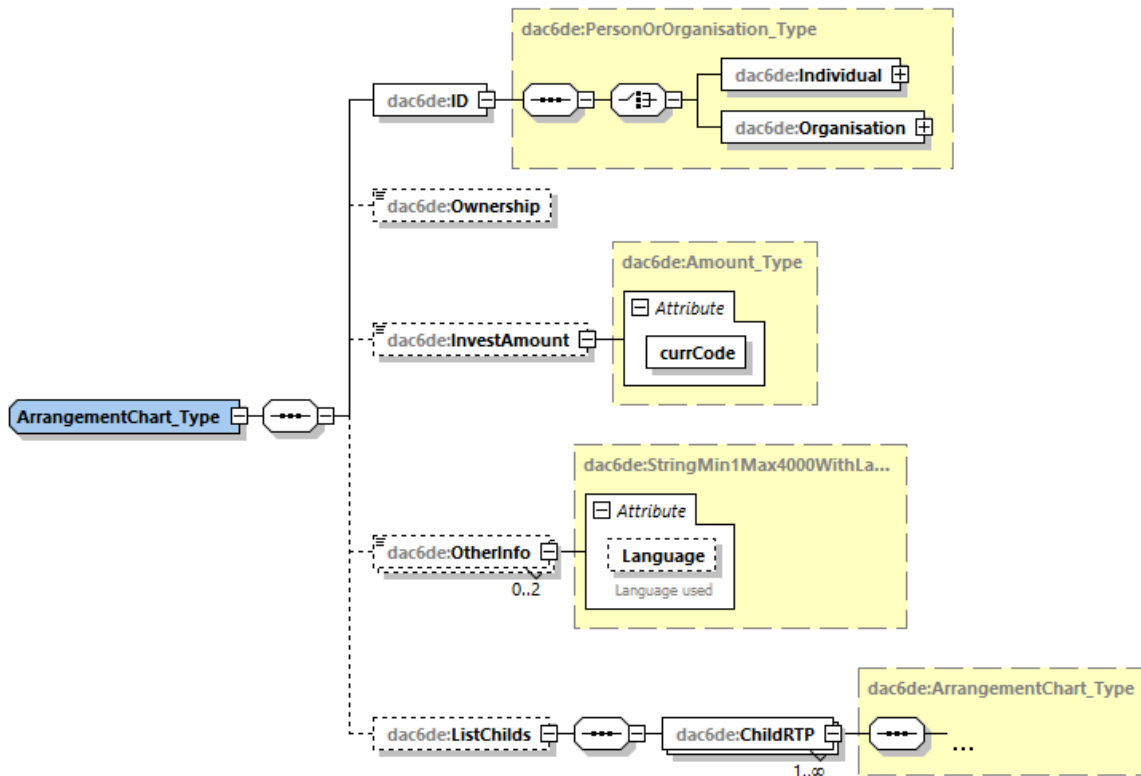 dac6de:PersonOrOrganisation_Type
dac6de:Individual
dac6de:ID
dac6de:Organisation
dac6de:Ownership
dac6de:Amount_Type
Attribute
dac6de:InvestAmount
currCode
ArrangementChart_Type
dac6de:StringMin1Max4000WithLa...
Attribute
dac6de:OtherInfo
Language
0..2
Language used
dac6de:ArrangementChart_Type
dac6de:ListChilds
dac6de:ChildRTP
...
1..∞